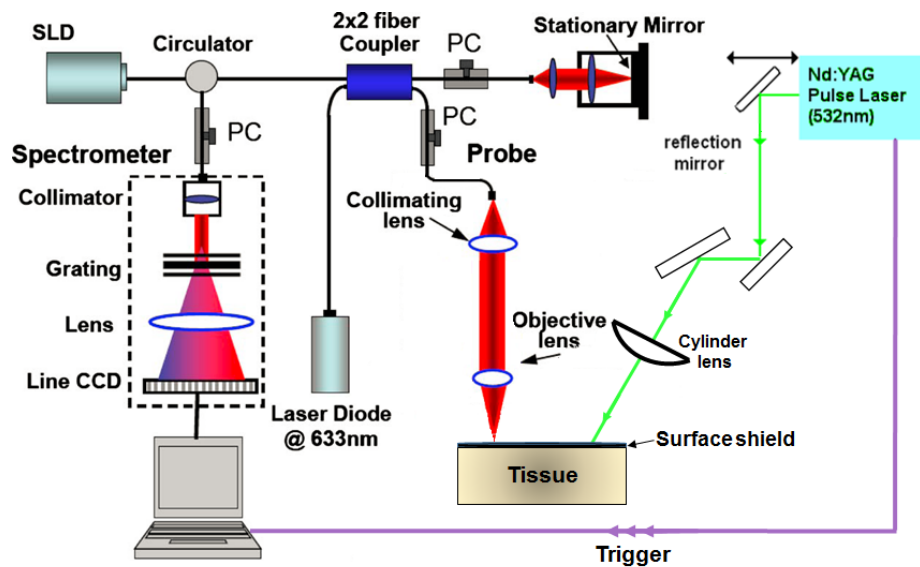 SLD
Circulator
2x2 fiber
Coupler
PC
Stationary Mirror
Nd:YAG
Pulse Laser
(532nm)
reflection
mirror
PC
PC
Spectrometer
Probe
Collimator
Collimating
lens
Grating
Lens
Objective
lens
Cylinder
lens
Line CCD
Laser Diode
@ 633nm
Surface shield
Tissue
Trigger